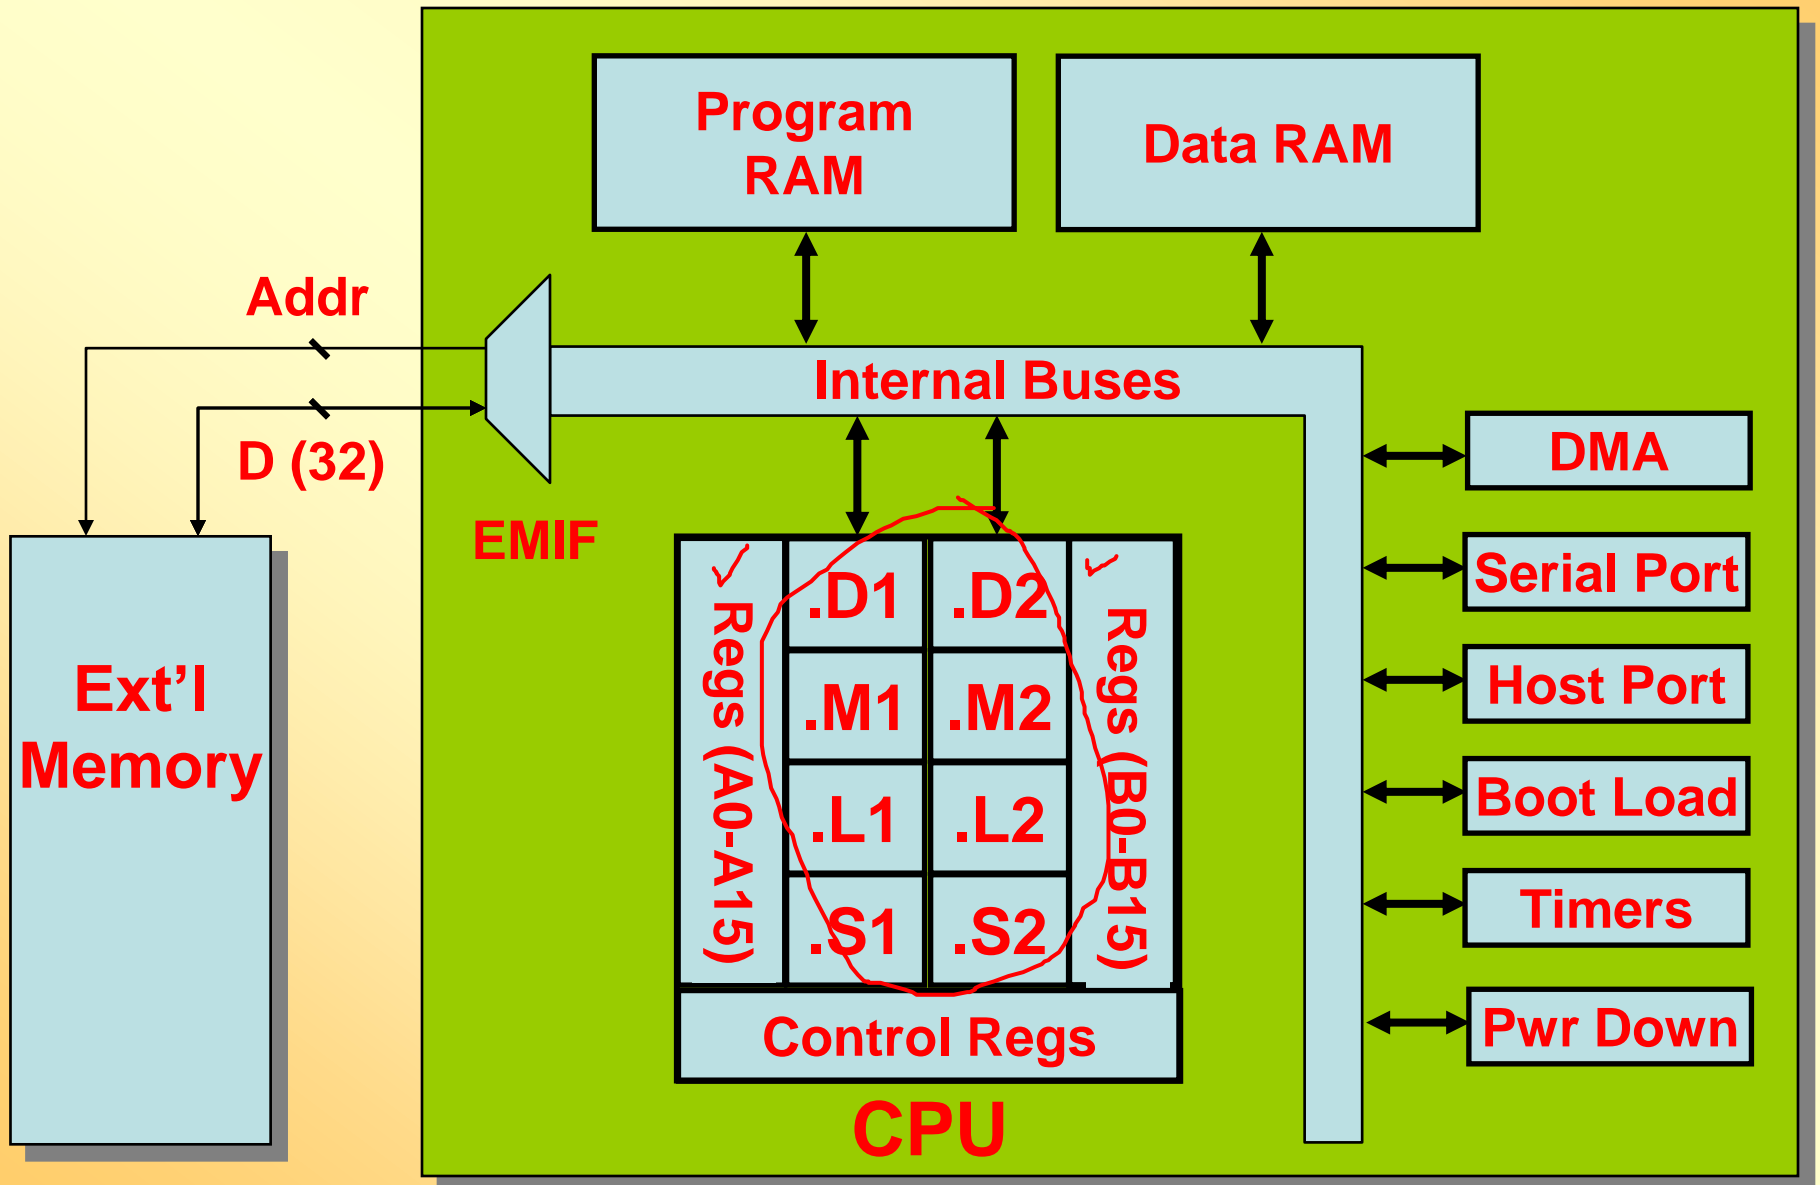 Program
RAM
Data RAM
Addr
Internal Buses
D (32)
EMIF
DMA
Serial Port
Host Port
Boot Load
Timers
Pwr Down
Ext'l
Memory
Regs (A0-A15)
.D1
.D2
.M1
.M2
.L1
.L2
.S1
.S2
Regs (B0-B15)
Control Regs
CPU